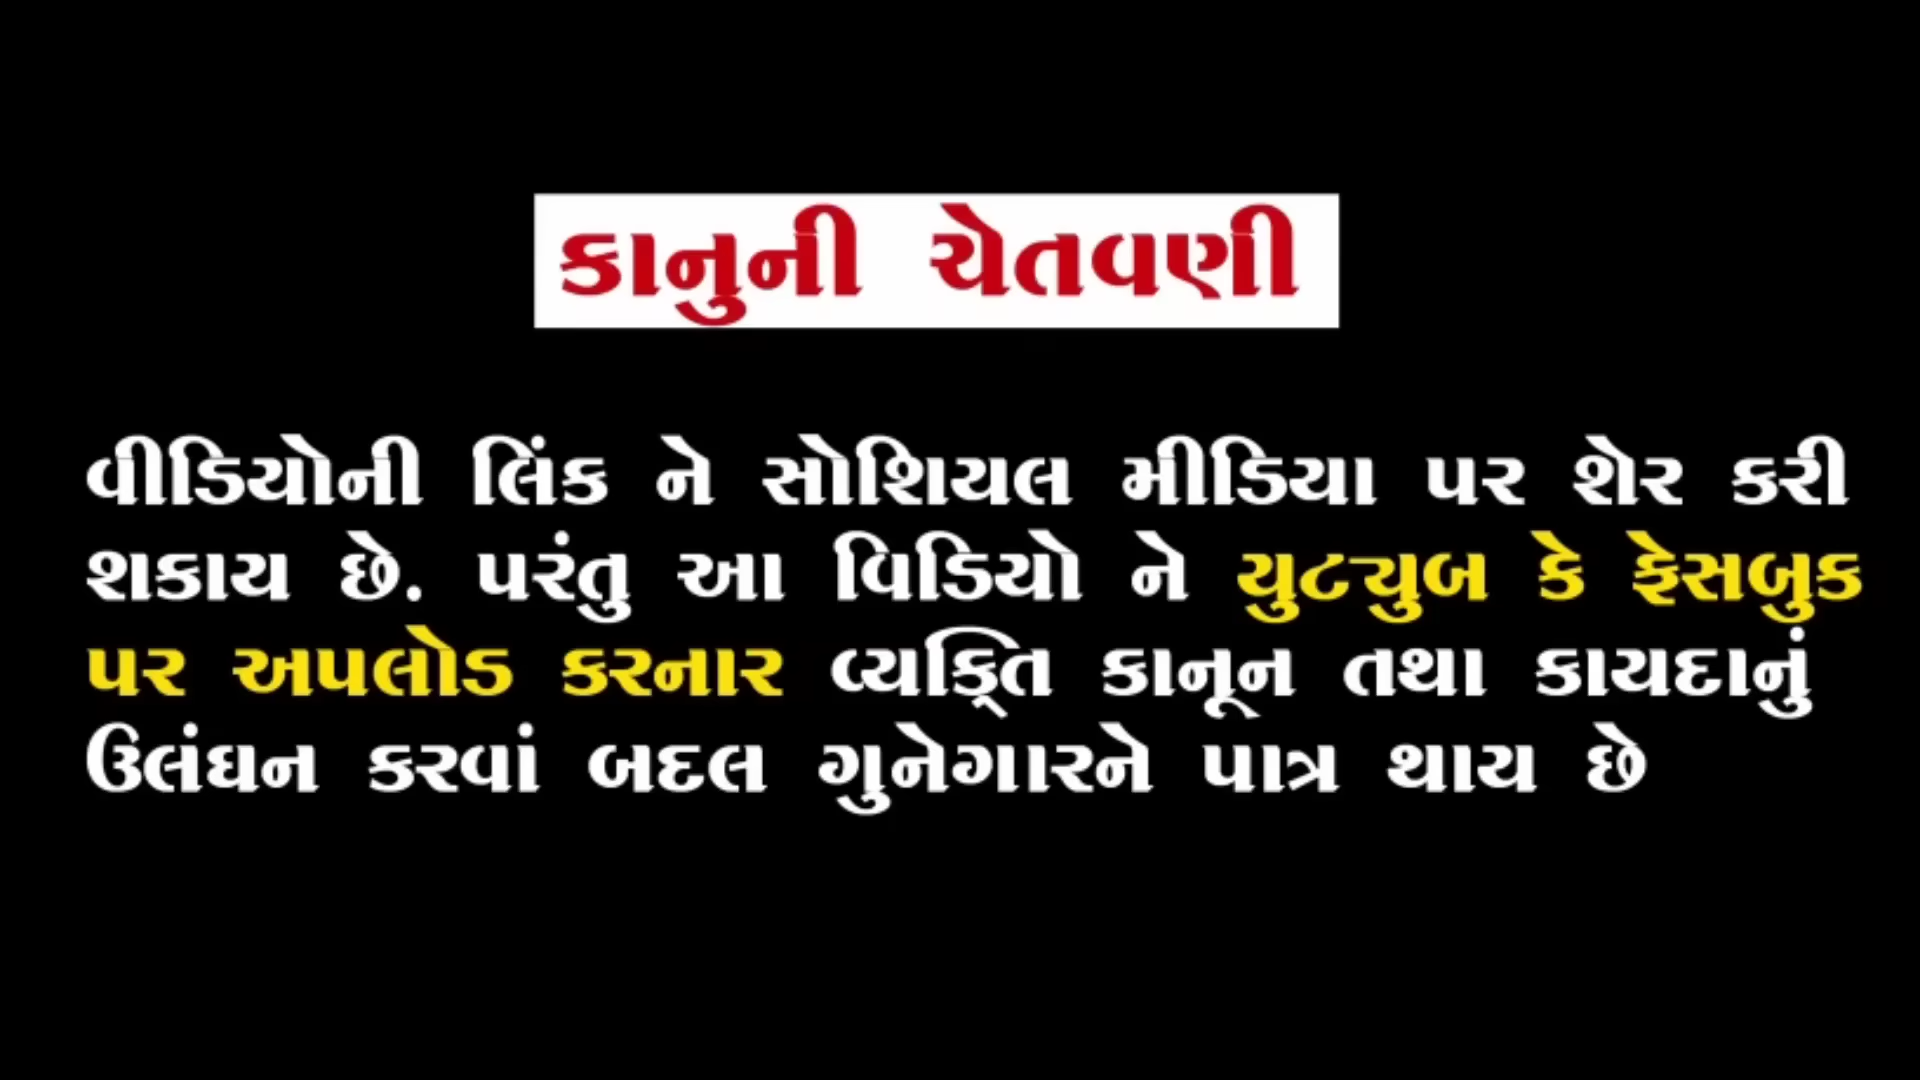 કાનુની ચેતવણી
વીડિયોની લિંક ને સોશિયલ મીડિયા પર શેર કરી
શકાય છે. પરંતુ આ વિડિયો ને યુટ્યુબ કે ફેસબુક
પર અપલોડ કરનાર વ્યક્તિ કાનૂન તથા કાયદાનું
ઉલંઘન કરવાં બદલ ગુનેગારને પાત્ર થાય છે